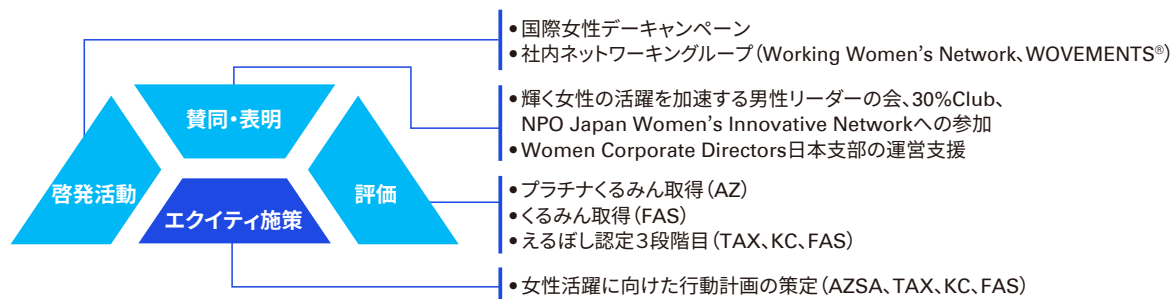 • 国際女性デーキャンペーン
• 社内ネットワーキングループ（Working Women's Network、WOVEMENTS®）
賛同・表明
• 輝く女性の活躍を加速する男性リーダーの会、30％Club、
NPO Japan Women's Innovative Networkへの参加
• Women Corporate Directors日本支部の運営支援
啓発活動
エクイティ施策
評価
• プラチナくるみん取得（AZ）
• くるみん取得（FAS）
• えるぼし認定３段階目（TAX、KC、FAS）
• 女性活躍に向けた行動計画の策定（AZSA、TAX、KC、FAS）